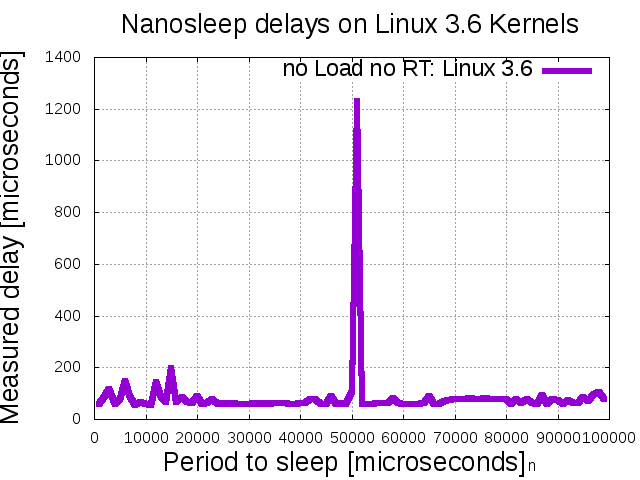 Nanosleep delays on Linux 3.6 Kernels
no Load no RT: Linux 3.6
Measured delay [microseconds]
1400
1200
1000
800
600
400
200
0
0 10000 20000 30000 40000 50000 60000 70000 80000 90000 100000
Period to sleep [microseconds]n